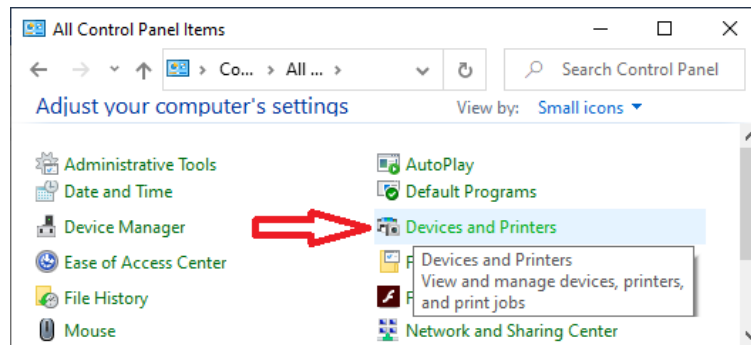 All Control Panel Items
Co... All ... Search Control Panel
Adjust your computer's settings View by: Small icons
Administrative Tools AutoPlay
Date and Time Default Programs
Device Manager Devices and Printers
Ease of Access Center F
Devices and Printers
View and manage devices, printers,
and print jobs
File History F
Mouse Network and Sharing Center